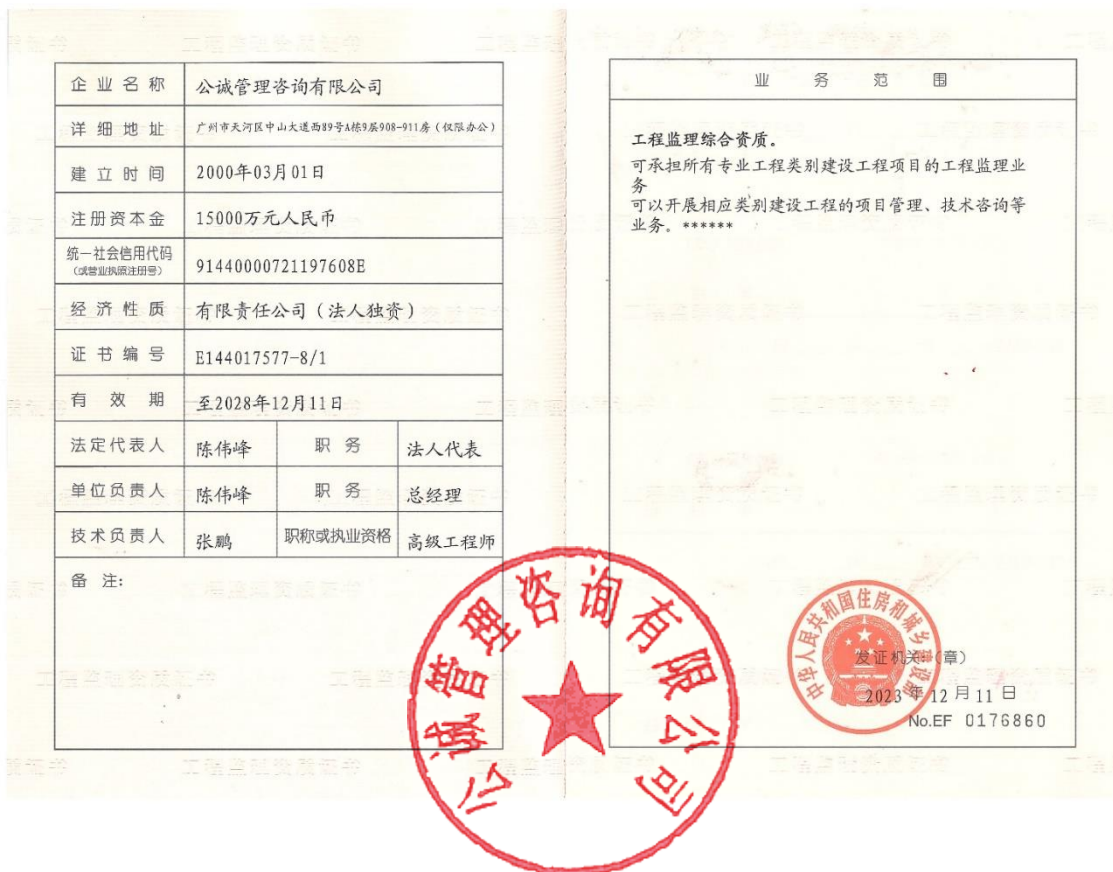 企业名称 公诚管理咨询有限公司
详细地址 广州市天河区中山大道西89号A栋9层908-911房（仅限办公）
建立时间 2000年03月01日
注册资本金 15000万元人民币
统一社会信用代码
（或营业执照注册号） 91440000721197608E
经济性质 有限责任公司（法人独资）
证书编号 E144017577-8/1
有效期 至2028年12月11日
法定代表人 陈伟峰 职务 法人代表
单位负责人 陈伟峰 职务 总经理
技术负责人 张鹏 职称或执业资格 高级工程师
备注:
公诚管理咨询有限公司
业务范围
工程监理综合资质。
可承担所有专业工程类别建设工程项目的工程监理业
务
可以开展相应类别建设工程的项目管理、技术咨询等
业务。******
中华人民共和国住房和城乡建设部
发证机关（章）
2023年12月11日
No.EF 0176860